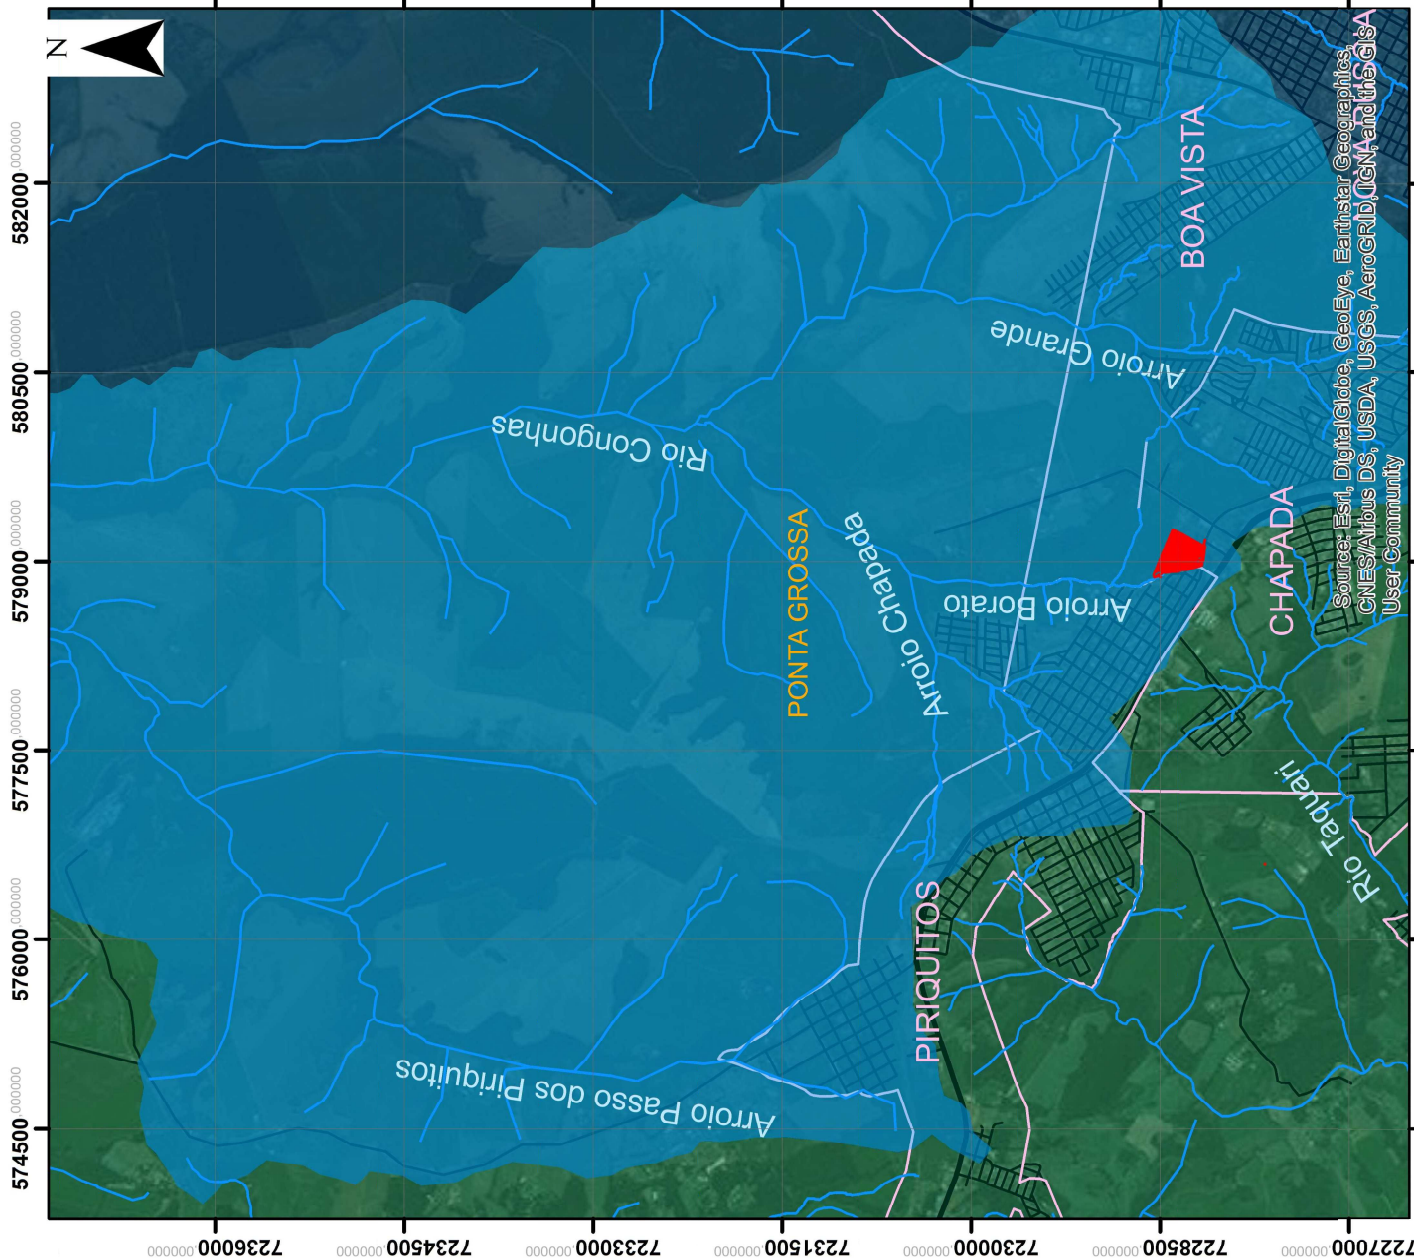 N
582000,000000
580500,000000
579000,000000
577500,000000
576000,000000
574500,000000
7236000,000000
7234500,000000
7233000,000000
7231500,000000
7230000,000000
7228500,000000
7227000
Rio Congonhas
Arroio Grande
BOA VISTA
PONTA GROSSA
Arroio Chapada
Arroio Borato
CHAPADA
Arroio Passo dos Piriquitos
PIRIQUITOS
Rio Taquari
NOVA RUSSIA
Source: Esri, DigitalGlobe, GeoEye, Earthstar Geographics,
CNES/Airbus DS, USDA, USGS, AeroGRID, IGN, and the GIS
User Community